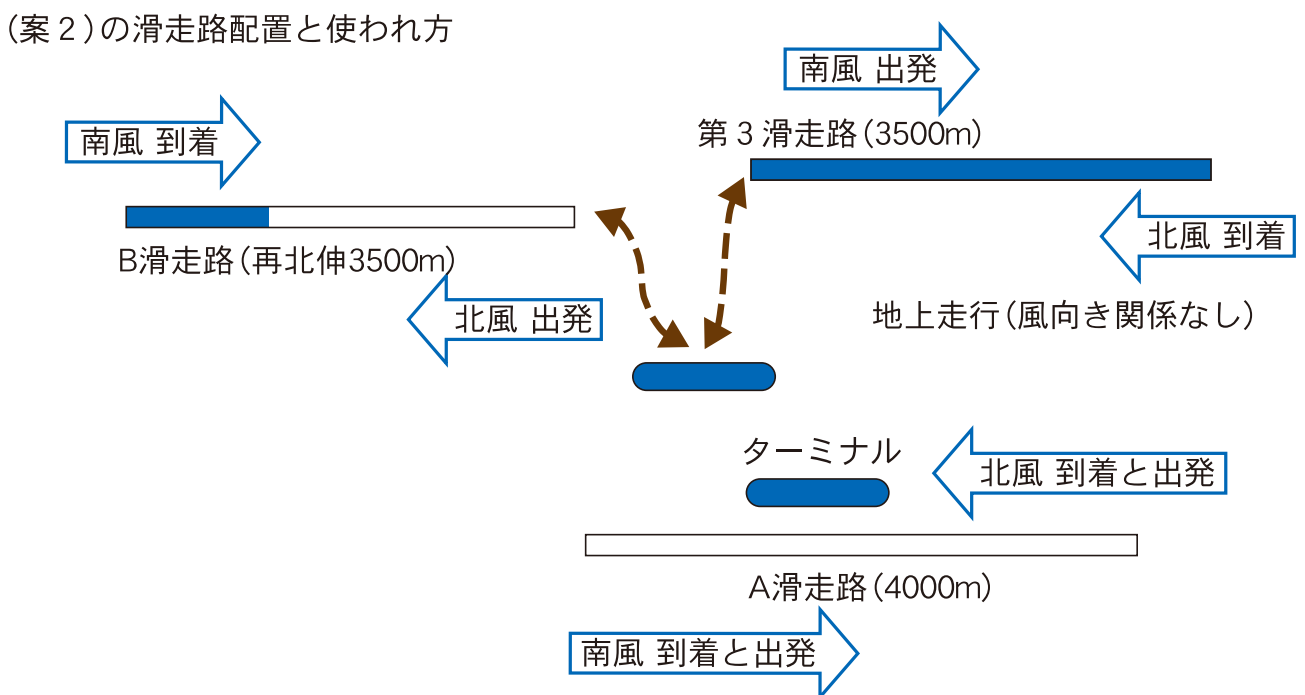 （案２）の滑走路配置と使われ方
南風 出発
第３滑走路（3500m）
南風 到着
北風 到着
B滑走路（再北伸3500m）
北風 出発
地上走行（風向き関係なし）
ターミナル
北風 到着と出発
A滑走路（4000m）
南風 到着と出発